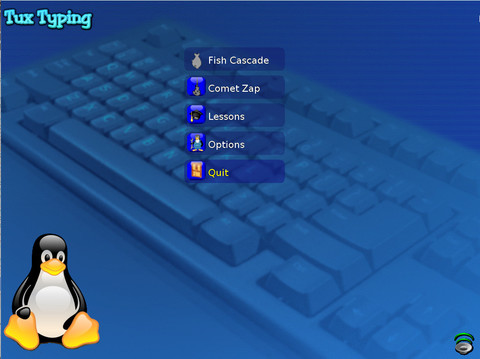 Tux Typing
Fish Cascade
Comet Zap
Lessons
Options
Quit